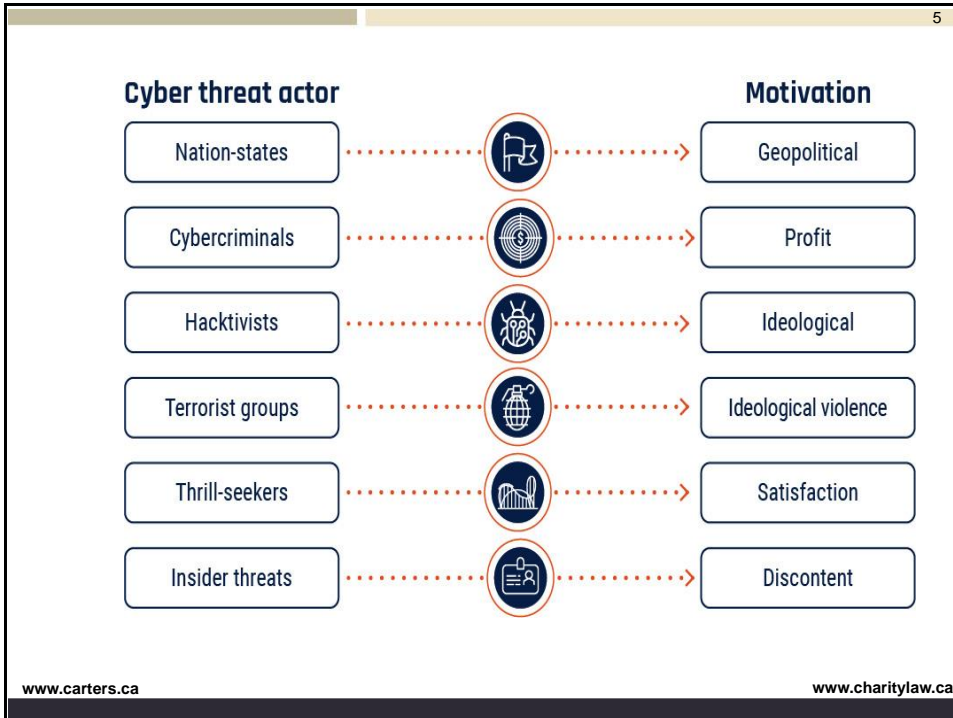 5
Cyber threat actor
Motivation
Nation-states
Geopolitical
Cybercriminals
$
Profit
Hacktivists
Ideological
Terrorist groups
Ideological violence
Thrill-seekers
Satisfaction
Insider threats
Discontent
www.carters.ca
www.charitylaw.ca